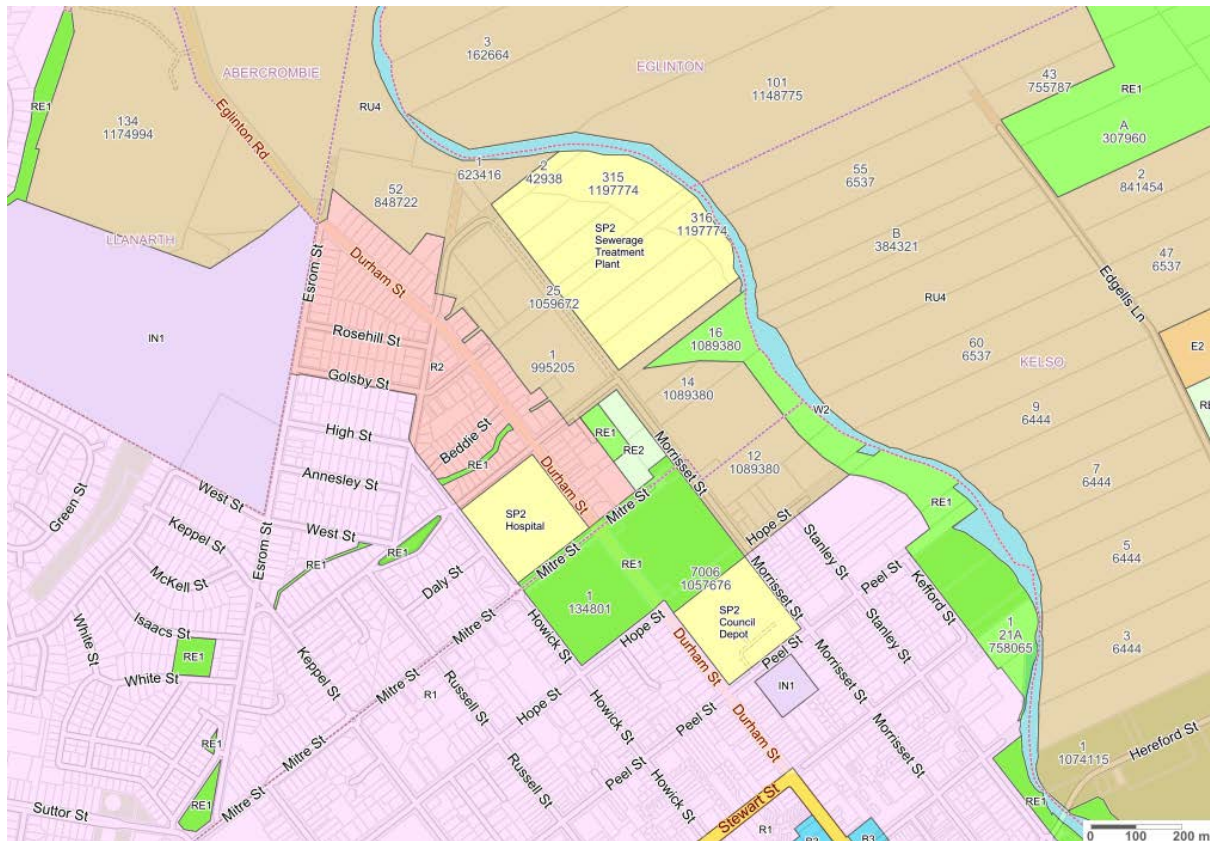 3
162664
EGLINTON
ABERCROMBIE
101
1148775
43
755787
RE1
RE1
RU4
134
1174994
A
307960
Eglinton Rd
1
623416
2
42938
315
1197774
55
6537
2
841454
52
848722
316
1197774
SP2
Sewerage
Treatment
Plant
B
384321
LLANARTH
Durham St
47
6537
Esrom St
25
1059672
RU4
Edgells Ln
16
1089380
Rosehill St
IN1
1
995205
60
6537
E2
KELSO
R2
Golsby St
14
1089380
W2
9
6444
High St
Beddie St
RE1
RE2
Morrisset St
Annesley St
RE1
Durham St
12
1089380
7
6444
West St
Mitre St
Green St
SP2
Hospital
Keppel St
West St
Hope St
Stanley St
RE1
McKell St
Esrom St
RE1
RE1
Daly St
Mitre St
RE1
7006
1057676
Morrisset St
Peel St
Kefford St
5
6444
1
134801
White St
Isaacs St
Mitre St
Howick St
Hope St
SP2
Council
Depot
Stanley St
1
21A
758065
3
6444
RE1
White St
Keppel St
Durham St
Peel St
R1
Russell St
Hope St
Howick St
IN1
Morrisset St
Peel St
Durham St
Morrisset St
RE1
Mitre St
1
1074115
Hereford St
Russell St
Peel St
Howick St
RE1
Suttor St
Mitre St
Stewart St
RE1
R1
B3
B3
0 100 200 m